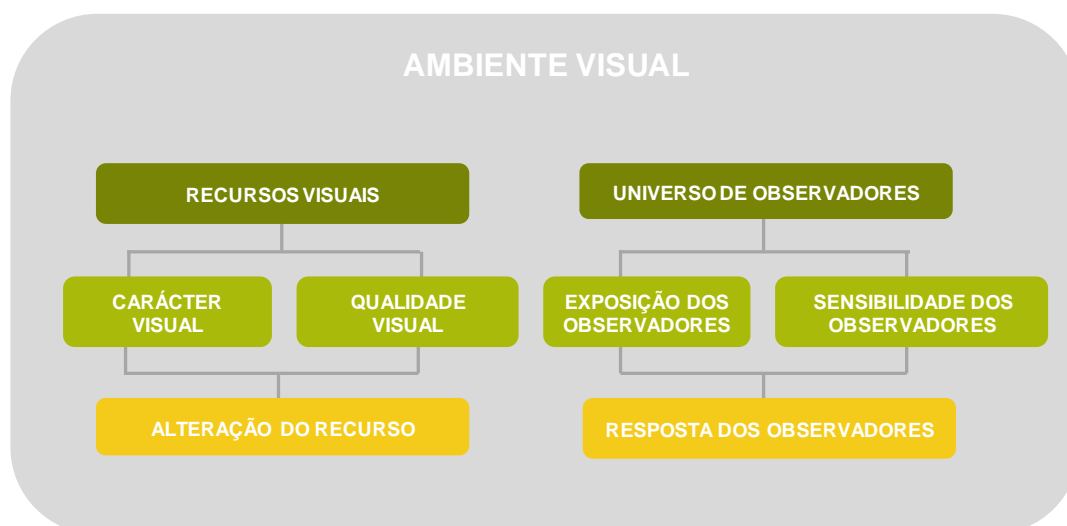 AMBIENTE VISUAL
RECURSOS VISUAIS
UNIVERSO DE OBSERVADORES
CARÁCTER
VISUAL
QUALIDADE
VISUAL
EXPOSIÇÃO DOS
OBSERVADORES
SENSIBILIDADE DOS
OBSERVADORES
ALTERAÇÃO DO RECURSO
RESPOSTA DOS OBSERVADORES